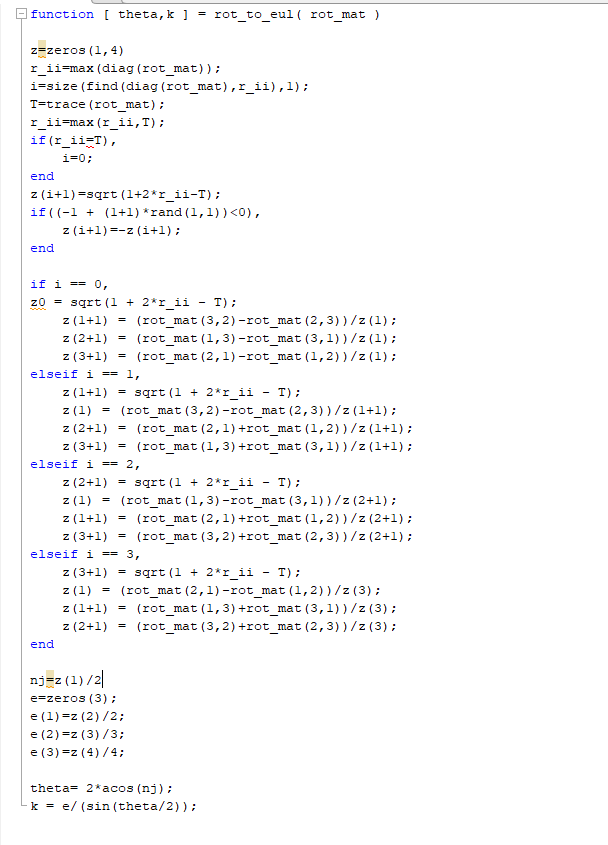 function [ theta,k ] = rot_to_eul( rot_mat )
z=zeros(1,4)
r_ii=max(diag(rot_mat));
i=size(find(diag(rot_mat),r_ii),1);
T=trace(rot_mat);
r_ii=max(r_ii,T);
if(r_ii=T),
i=0;
end
z(i+1)=sqrt(1+2*r_ii-T);
if((-1 + (1+1)*rand(1,1))<0),
z(i+1)=-z(i+1);
end
if i == 0,
z0 = sqrt(1 + 2*r_ii - T);
z(1+1) = (rot_mat(3,2)-rot_mat(2,3))/z(1);
z(2+1) = (rot_mat(1,3)-rot_mat(3,1))/z(1);
z(3+1) = (rot_mat(2,1)-rot_mat(1,2))/z(1);
elseif i == 1,
z(1+1) = sqrt(1 + 2*r_ii - T);
z(1) = (rot_mat(3,2)-rot_mat(2,3))/z(1+1);
z(2+1) = (rot_mat(2,1)+rot_mat(1,2))/z(1+1);
z(3+1) = (rot_mat(1,3)+rot_mat(3,1))/z(1+1);
elseif i == 2,
z(2+1) = sqrt(1 + 2*r_ii - T);
z(1) = (rot_mat(1,3)-rot_mat(3,1))/z(2+1);
z(1+1) = (rot_mat(2,1)+rot_mat(1,2))/z(2+1);
z(3+1) = (rot_mat(3,2)+rot_mat(2,3))/z(2+1);
elseif i == 3,
z(3+1) = sqrt(1 + 2*r_ii - T);
z(1) = (rot_mat(2,1)-rot_mat(1,2))/z(3);
z(1+1) = (rot_mat(1,3)+rot_mat(3,1))/z(3);
z(2+1) = (rot_mat(3,2)+rot_mat(2,3))/z(3);
end
nj=z(1)/2
e=zeros(3);
e(1)=z(2)/2;
e(2)=z(3)/3;
e(3)=z(4)/4;
theta= 2*acos(nj);
k = e/(sin(theta/2));